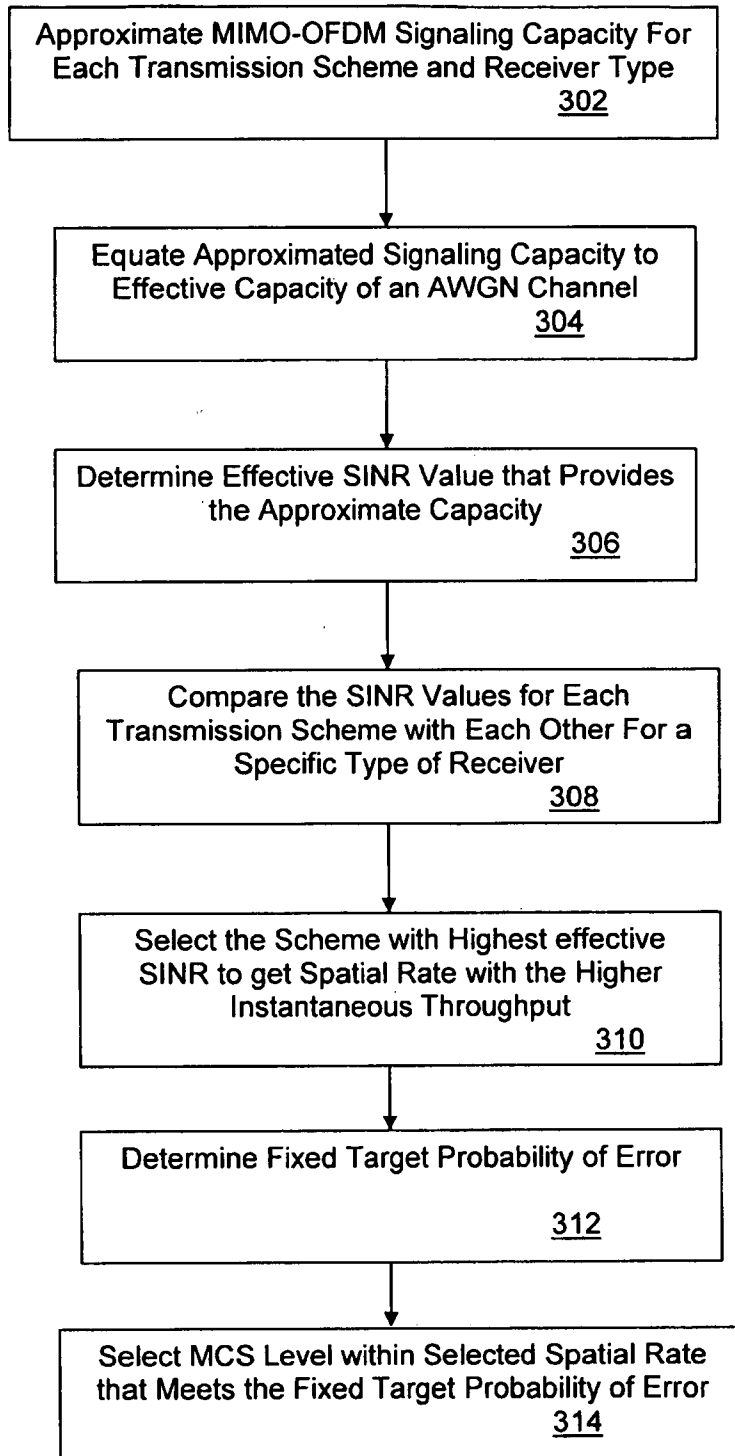 Approximate MIMO-OFDM Signaling Capacity For
Each Transmission Scheme and Receiver Type
302
Equate Approximated Signaling Capacity to
Effective Capacity of an AWGN Channel
304
Determine Effective SINR Value that Provides
the Approximate Capacity
306
Compare the SINR Values for Each
Transmission Scheme with Each Other For a
Specific Type of Receiver
308
Select the Scheme with Highest effective
SINR to get Spatial Rate with the Higher
Instantaneous Throughput
310
Determine Fixed Target Probability of Error
312
Select MCS Level within Selected Spatial Rate
that Meets the Fixed Target Probability of Error
314